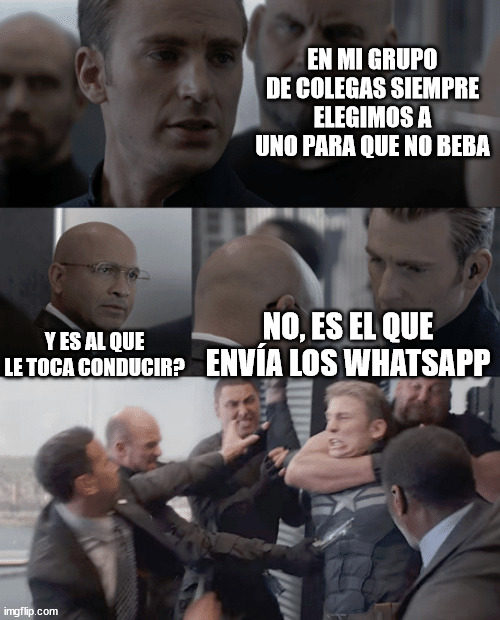 EN MI GRUPO
DE COLEGAS SIEMPRE
ELEGIMOS A
UNO PARA QUE NO BEBA
Y ES AL QUE
LE TOCA CONDUCIR?
NO, ES EL QUE
ENVÍA LOS WHATSAPP
imgflip.com